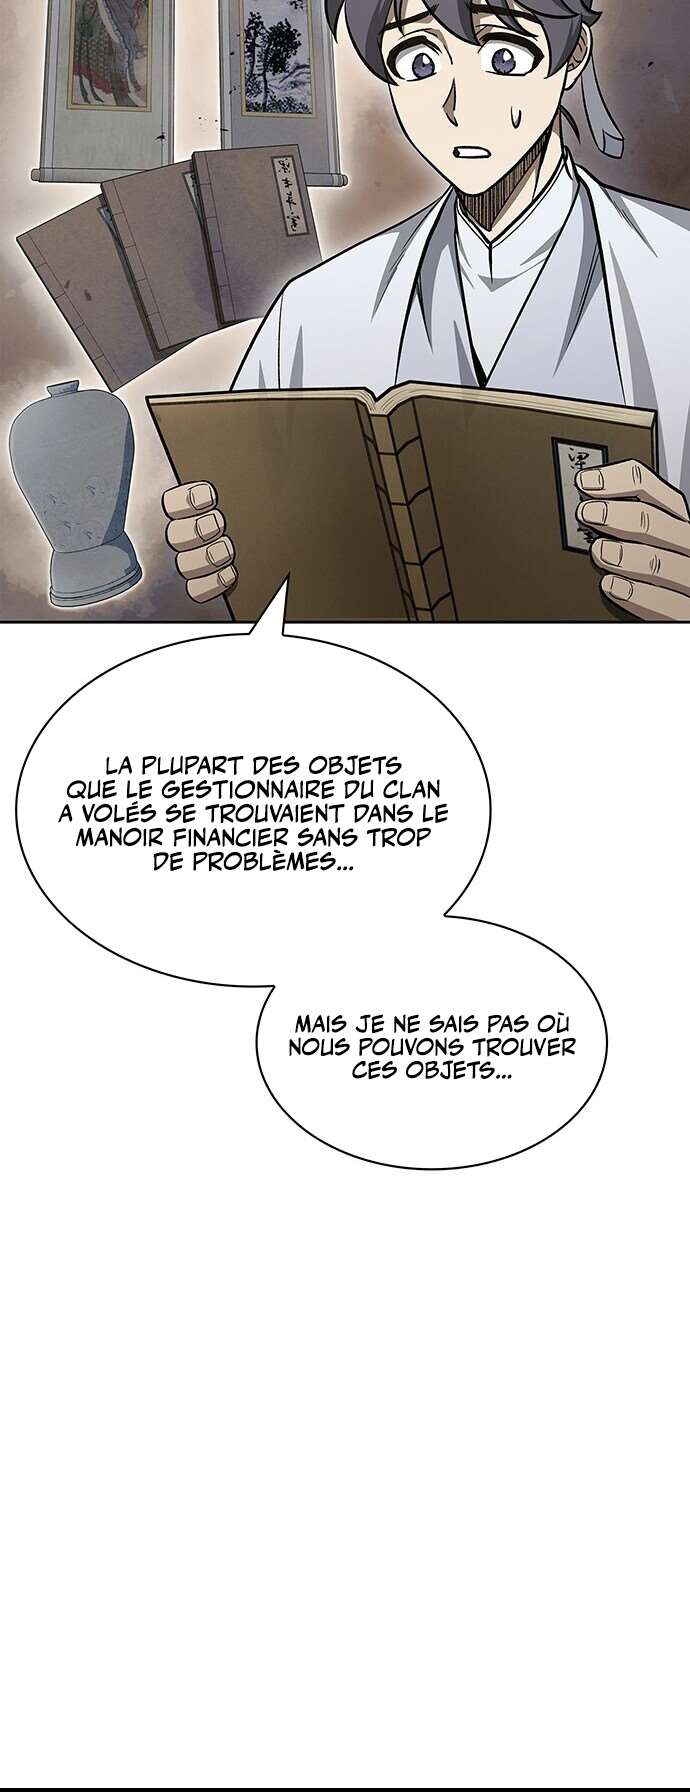 LA PLUPART DES OBJETS
QUE LE GESTIONNAIRE DU CLAN
A VOLÉS SE TROUVAIENT DANS LE
MANOIR FINANCIER SANS TROP
DE PROBLÈMES...
MAIS JE NE SAIS PAS OÙ
NOUS POUVONS TROUVER
CES OBJETS...